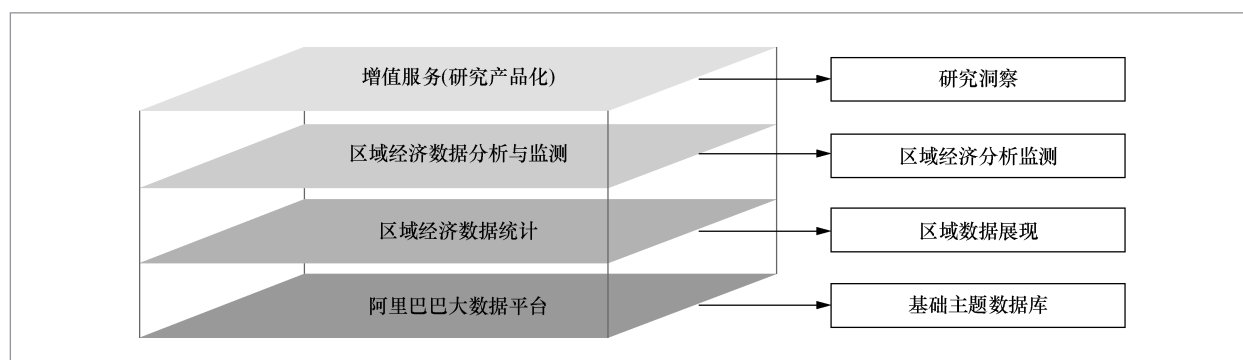 增值服务(研究产品化)
研究洞察
区域经济数据分析与监测
区域经济分析监测
区域经济数据统计
区域数据展现
阿里巴巴大数据平台
基础主题数据库